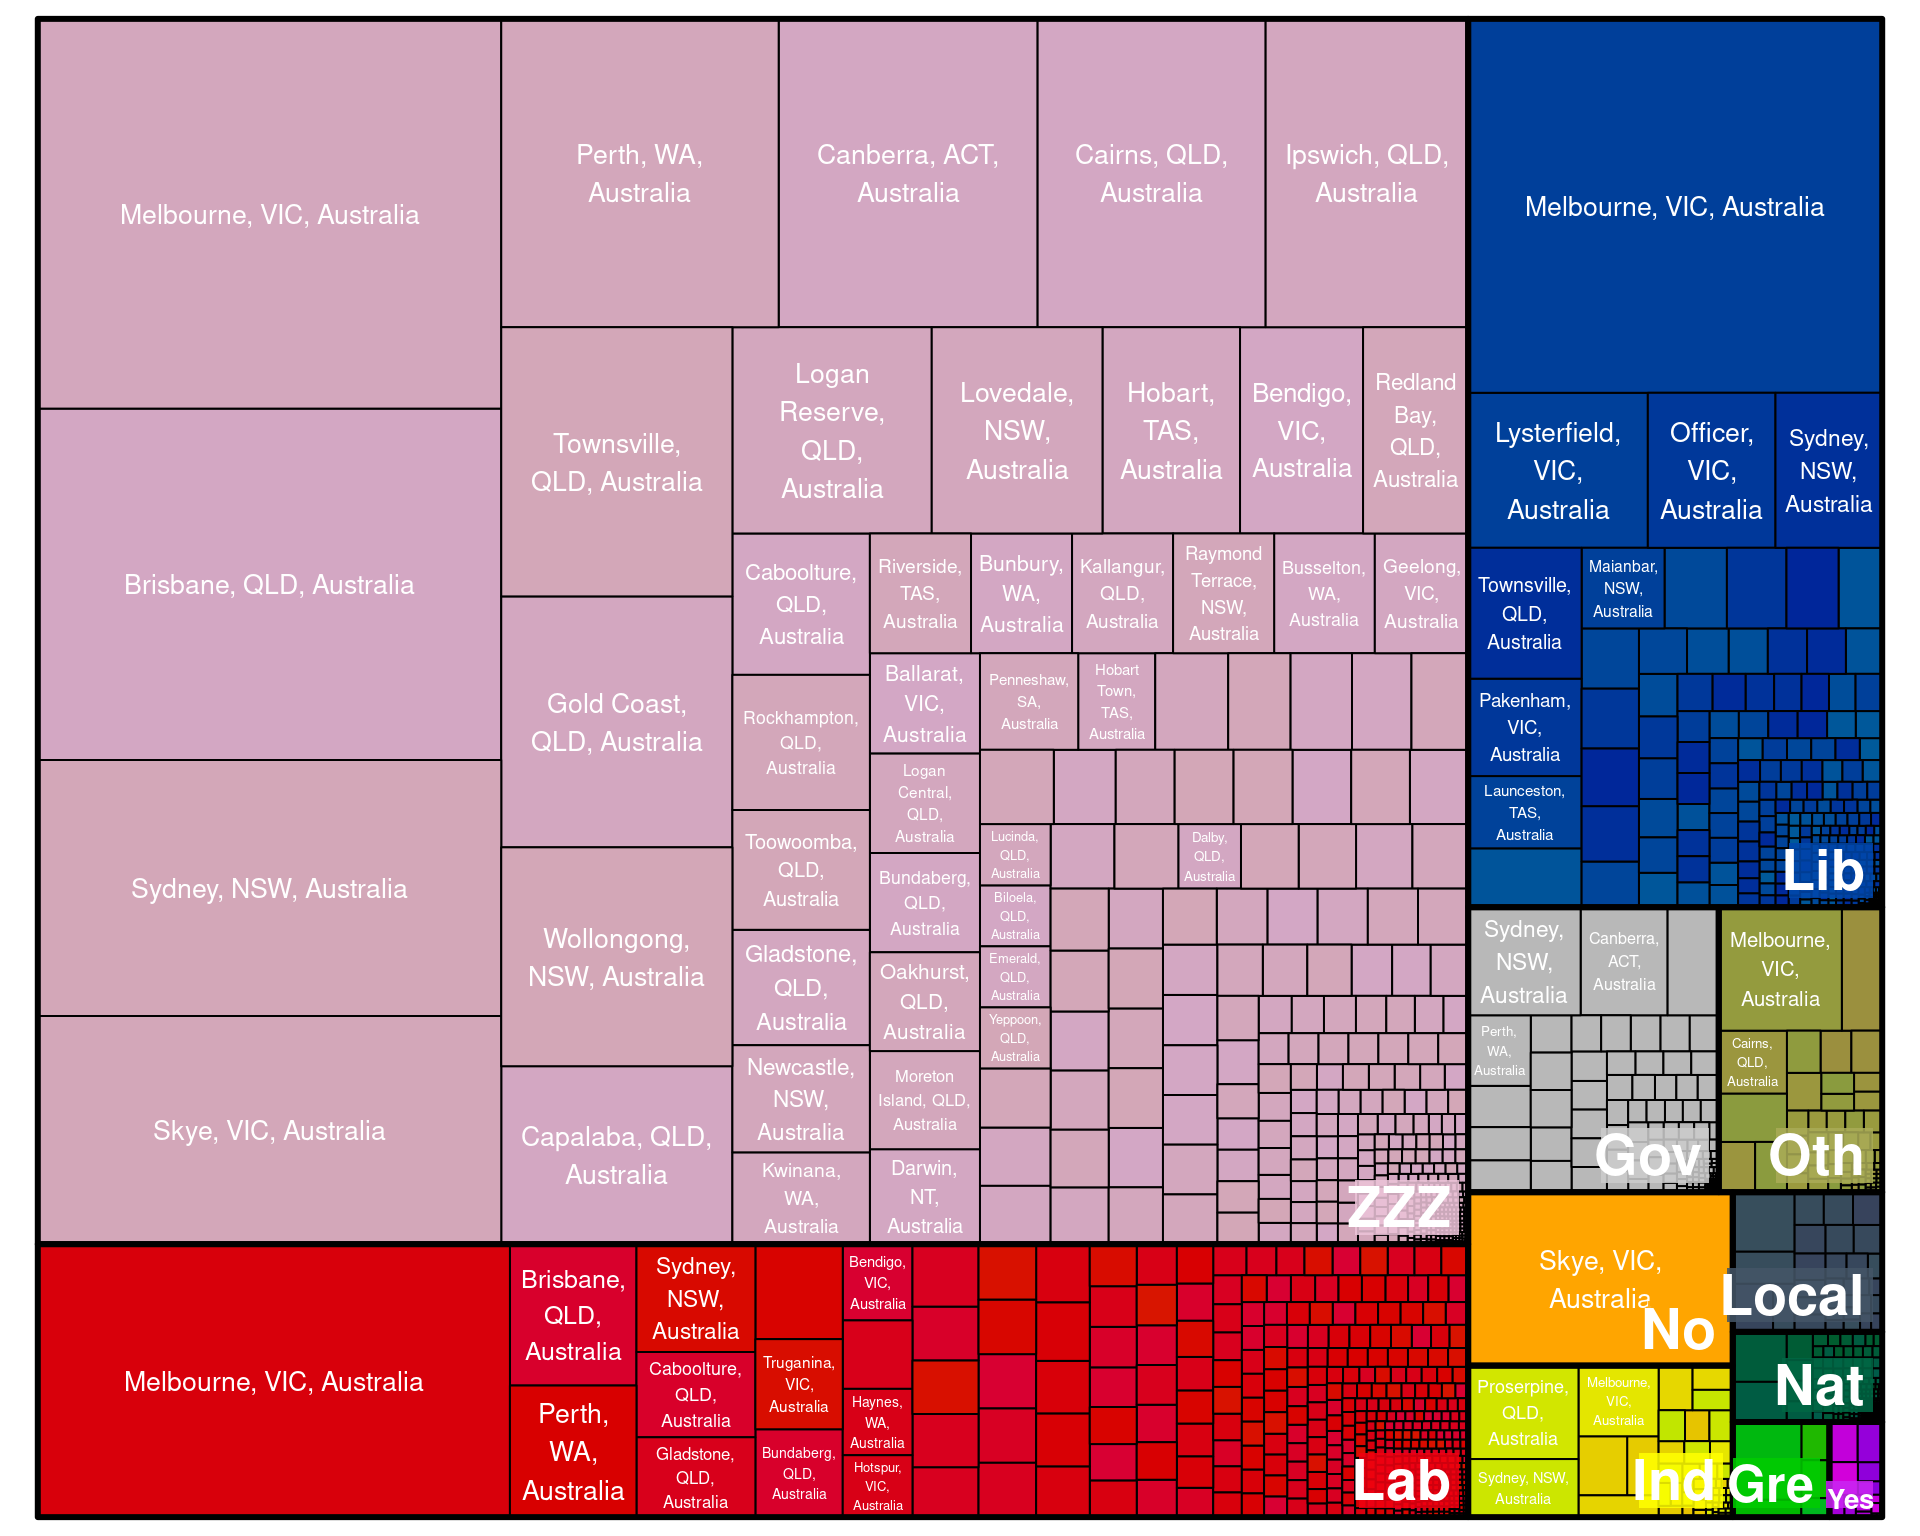 Melbourne, VIC, Australia
Brisbane, QLD, Australia
Sydney, NSW, Australia
Skye, VIC, Australia
Perth, WA,
Australia
Canberra, ACT,
Australia
Cairns, QLD,
Australia
Ipswich, QLD,
Australia
Townsville,
QLD, Australia
Gold Coast,
QLD, Australia
Wollongong,
NSW, Australia
Capalaba, QLD,
Australia
Logan
Reserve,
QLD,
Australia
Lovedale,
NSW,
Australia
Hobart,
TAS,
Australia
Bendigo,
VIC,
Australia
Redland
Bay,
QLD,
Australia
Caboolture,
QLD,
Australia
Rockhampton,
QLD,
Australia
Toowoomba,
QLD,
Australia
Gladstone,
QLD,
Australia
Newcastle,
NSW,
Australia
Kwinana,
WA,
Australia
Riverside,
TAS,
Australia
Bunbury,
WA,
Australia
Kallangur,
QLD,
Australia
Raymond
Terrace,
NSW,
Australia
Busselton,
WA,
Australia
Geelong,
VIC,
Australia
Ballarat,
VIC,
Australia
Logan
Central,
QLD,
Australia
Bundaberg,
QLD,
Australia
Oakhurst,
QLD,
Australia
Moreton
Island, QLD,
Australia
Darwin,
NT,
Australia
Penneshaw,
SA,
Australia
Hobart
Town,
TAS,
Australia
Lucinda,
QLD,
Australia
Dalby,
QLD,
Australia
Biloela,
QLD,
Australia
Emerald,
QLD,
Australia
Yeppoon,
QLD,
Australia
ZZZ
Melbourne, VIC, Australia
Brisbane,
QLD,
Australia
Perth,
WA,
Australia
Sydney,
NSW,
Australia
Caboolture,
QLD,
Australia
Gladstone,
QLD,
Australia
Truganina,
VIC,
Australia
Bundaberg,
QLD,
Australia
Bendigo,
VIC,
Australia
Haynes,
WA,
Australia
Hotspur,
VIC,
Australia
Lab
Melbourne, VIC, Australia
Lysterfield,
VIC,
Australia
Officer,
VIC,
Australia
Sydney,
NSW,
Australia
Townsville,
QLD,
Australia
Maianbar,
NSW,
Australia
Pakenham,
VIC,
Australia
Launceston,
TAS,
Australia
Lib
Sydney,
NSW,
Australia
Canberra,
ACT,
Australia
Perth,
WA,
Australia
Gov
Melbourne,
VIC,
Australia
Cairns,
QLD,
Australia
Oth
Skye, VIC,
Australia
No
Local
Nat
Proserpine,
QLD,
Australia
Melbourne,
VIC,
Australia
Sydney, NSW,
Australia
Ind
Gre
Yes